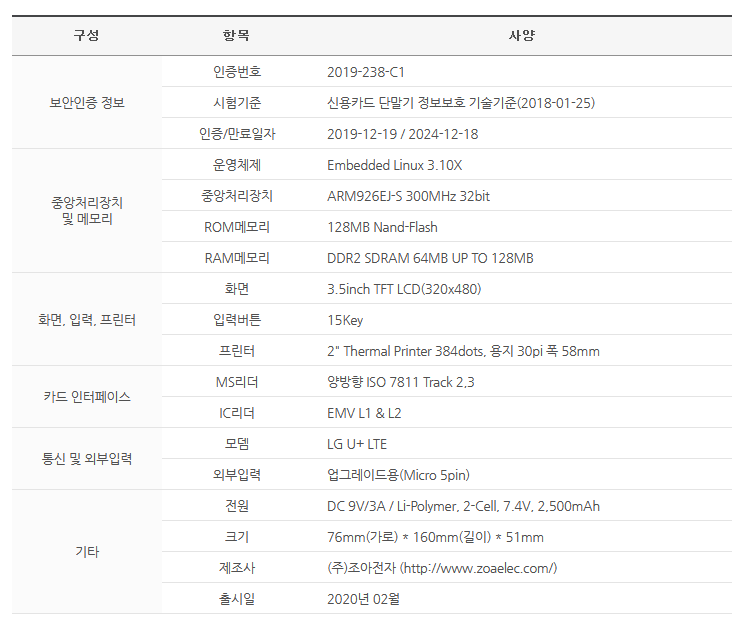 구성 항목 사양
보안인증 정보
인증번호 2019-238-C1
시험기준 신용카드 단말기 정보보호 기술기준(2018-01-25)
인증/만료일자 2019-12-19 / 2024-12-18
중앙처리장치
및 메모리
운영체제 Embedded Linux 3.10X
중앙처리장치 ARM926EJ-S 300MHz 32bit
ROM메모리 128MB Nand-Flash
RAM메모리 DDR2 SDRAM 64MB UP TO 128MB
화면, 입력, 프린터
화면 3.5inch TFT LCD(320x480)
입력버튼 15Key
프린터 2" Thermal Printer 384dots, 용지 30pi 폭 58mm
카드 인터페이스
MS리더 양방향 ISO 7811 Track 2,3
IC리더 EMV L1 & L2
통신 및 외부입력
모뎀 LG U+ LTE
외부입력 업그레이드용(Micro 5pin)
기타
전원 DC 9V/3A / Li-Polymer, 2-Cell, 7.4V, 2,500mAh
크기 76mm(가로) * 160mm(길이) * 51mm
제조사 (주)조아전자 (http://www.zoaelec.com/)
출시일 2020년 02월